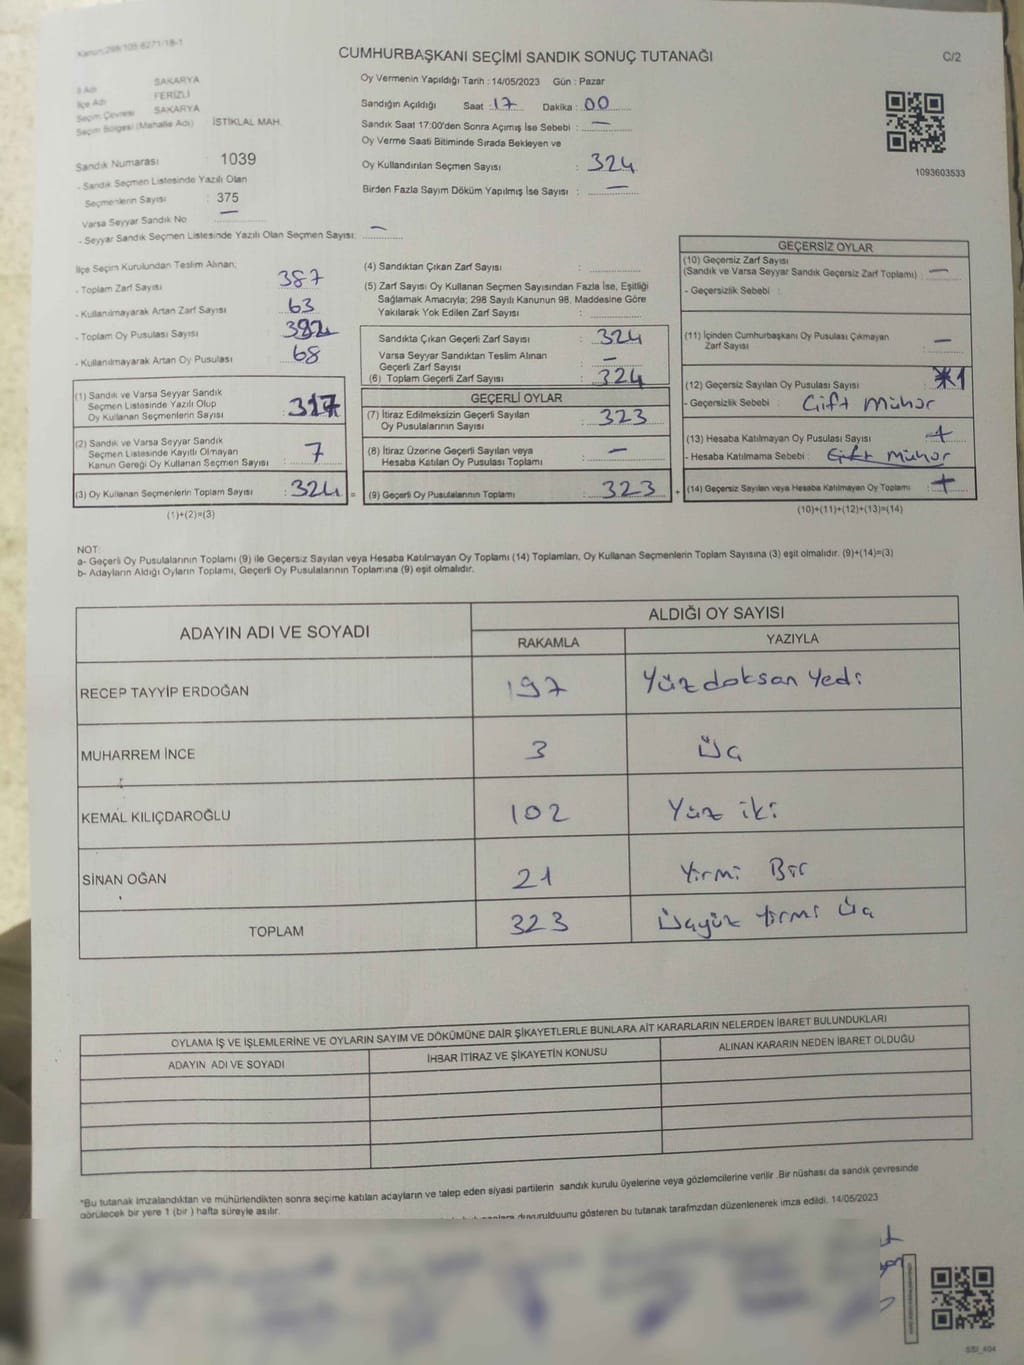 Kanun:298/105 6271/18-1
CUMHURBAŞKANI SEÇİMİ SANDIK SONUÇ TUTANAĞI
C/2
İl Adı SAKARYA
İlçe Adı FERİZLİ
Seçim Çevresi SAKARYA
Seçim Bölgesi (Mahalle Adı) İSTİKLAL MAH.
Sandık Numarası 1039
- Sandık Seçmen Listesinde Yazılı Olan
Seçmenlerin Sayısı : 375
Varsa Seyyar Sandık No —
- Seyyar Sandık Seçmen Listesinde Yazılı Olan Seçmen Sayısı: —
Oy Vermenin Yapıldığı Tarih : 14/05/2023 Gün : Pazar
Sandığın Açıldığı Saat : 17 Dakika : 00
Sandık Saat 17:00'den Sonra Açımış İse Sebebi : —
Oy Verme Saati Bitiminde Sırada Bekleyen ve
Oy Kullandırılan Seçmen Sayısı : 324
Birden Fazla Sayım Döküm Yapılmış İse Sayısı : —
1093603533
İlçe Seçim Kurulundan Teslim Alınan;
- Toplam Zarf Sayısı 387
- Kullanılmayarak Artan Zarf Sayısı 63
- Toplam Oy Pusulası Sayısı 392
- Kullanılmayarak Artan Oy Pusulası 68
(1) Sandık ve Varsa Seyyar Sandık
Seçmen Listesinde Yazılı Olup
Oy Kullanan Seçmenlerin Sayısı : 317
(2) Sandık ve Varsa Seyyar Sandık
Seçmen Listesinde Kayıtlı Olmayan
Kanun Gereği Oy Kullanan Seçmen Sayısı : 7
(3) Oy Kullanan Seçmenlerin Toplam Sayısı : 324 =
(1)+(2)=(3)
(4) Sandıktan Çıkan Zarf Sayısı :
(5) Zarf Sayısı Oy Kullanan Seçmen Sayısından Fazla İse, Eşitliği
Sağlamak Amacıyla; 298 Sayılı Kanunun 98. Maddesine Göre
Yakılarak Yok Edilen Zarf Sayısı :
Sandıkta Çıkan Geçerli Zarf Sayısı : 324
Varsa Seyyar Sandıktan Teslim Alınan
Geçerli Zarf Sayısı : —
(6) Toplam Geçerli Zarf Sayısı : 324
GEÇERLİ OYLAR
(7) İtiraz Edilmeksizin Geçerli Sayılan
Oy Pusulalarının Sayısı : 323
(8) İtiraz Üzerine Geçerli Sayılan veya
Hesaba Katılan Oy Pusulası Toplamı : —
(9) Geçerli Oy Pusulalarının Toplamı : 323 +
GEÇERSİZ OYLAR
(10) Geçersiz Zarf Sayısı
(Sandık ve Varsa Seyyar Sandık Geçersiz Zarf Toplamı) : —
- Geçersizlik Sebebi :
(11) İçinden Cumhurbaşkanı Oy Pusulası Çıkmayan
Zarf Sayısı : —
(12) Geçersiz Sayılan Oy Pusulası Sayısı : 1
- Geçersizlik Sebebi : Çift Mühür
(13) Hesaba Katılmayan Oy Pusulası Sayısı :
- Hesaba Katılmama Sebebi : Çift Mühür
(14) Geçersiz Sayılan veya Hesaba Katılmayan Oy Toplamı :
(10)+(11)+(12)+(13)=(14)
NOT:
a- Geçerli Oy Pusulalarının Toplamı (9) ile Geçersiz Sayılan veya Hesaba Katılmayan Oy Toplamı (14) Toplamları, Oy Kullanan Seçmenlerin Toplam Sayısına (3) eşit olmalıdır. (9)+(14)=(3)
b- Adayların Aldığı Oyların Toplamı, Geçerli Oy Pusulalarının Toplamına (9) eşit olmalıdır.
ADAYIN ADI VE SOYADI ALDIĞI OY SAYISI
RAKAMLA YAZIYLA
RECEP TAYYİP ERDOĞAN 197 Yüzdoksan Yedi
MUHARREM İNCE 3 Üç
KEMAL KILIÇDAROĞLU 102 Yüz iki
SİNAN OĞAN 21 Yirmi Bir
TOPLAM 323 Üçyüz Yirmi Üç
OYLAMA İŞ VE İŞLEMLERİNE VE OYLARIN SAYIM VE DÖKÜMÜNE DAİR ŞİKAYETLERLE BUNLARA AİT KARARLARIN NELERDEN İBARET BULUNDUKLARI
ADAYIN ADI VE SOYADI İHBAR İTİRAZ VE ŞİKAYETİN KONUSU ALINAN KARARIN NEDEN İBARET OLDUĞU
*Bu tutanak imzalandıktan ve mühürlendikten sonra seçime katılan adayların ve talep eden siyasi partilerin sandık kurulu üyelerine veya gözlemcilerine verilir .Bir nüshası da sandık çevresinde
görülecek bir yere 1 (bir ) hafta süreyle asılır.
duyurulduunu gösteren bu tutanak tarafmzdan düzenlenerek imza edildi. 14/05/2023